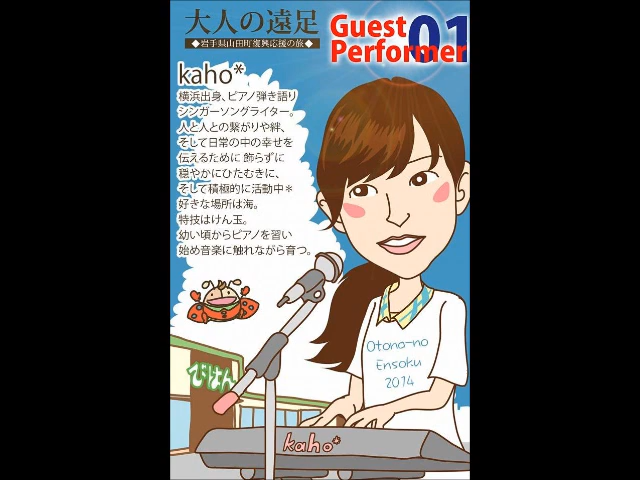 大人の遠足
◆岩手県山田町復興応援の旅◆
Guest
Performer
01
kaho*
横浜出身、ピアノ弾き語り
シンガーソングライター。
人と人との繋がりや絆、
そして日常の中の幸せを
伝えるために 飾らずに
穏やかにひたむきに、
そして積極的に活動中＊
好きな場所は海。
特技はけん玉。
幼い頃からピアノを習い
始め音楽に触れながら育つ。
Otona-no
Ensoku
2014
びはん
kaho*